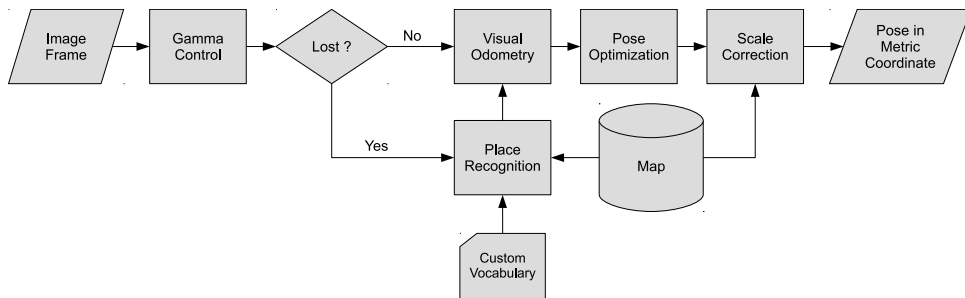 Image
Frame
Gamma
Control
Lost ?
No
Visual
Odometry
Pose
Optimization
Scale
Correction
Pose in
Metric
Coordinate
Yes
Place
Recognition
Map
Custom
Vocabulary